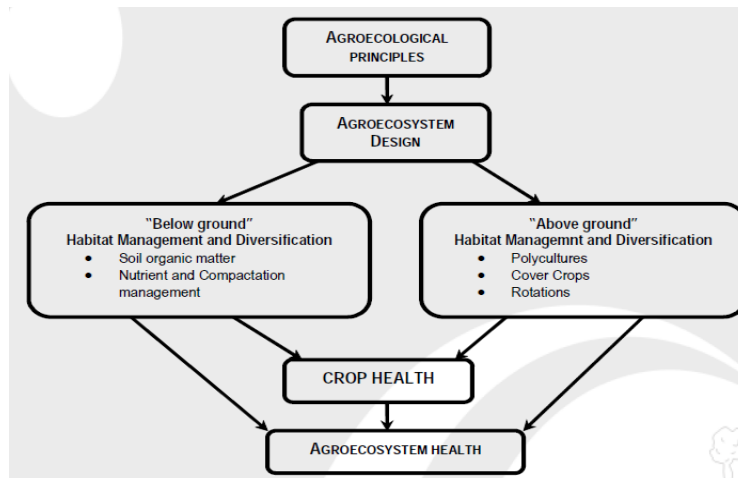 AGROECOLOGICAL
PRINCIPLES
AGROECOSYSTEM
DESIGN
"Below ground"
Habitat Management and Diversification
● Soil organic matter
● Nutrient and Compactation
management
"Above ground"
Habitat Managemnt and Diversification
● Polycultures
● Cover Crops
● Rotations
CROP HEALTH
AGROECOSYSTEM HEALTH